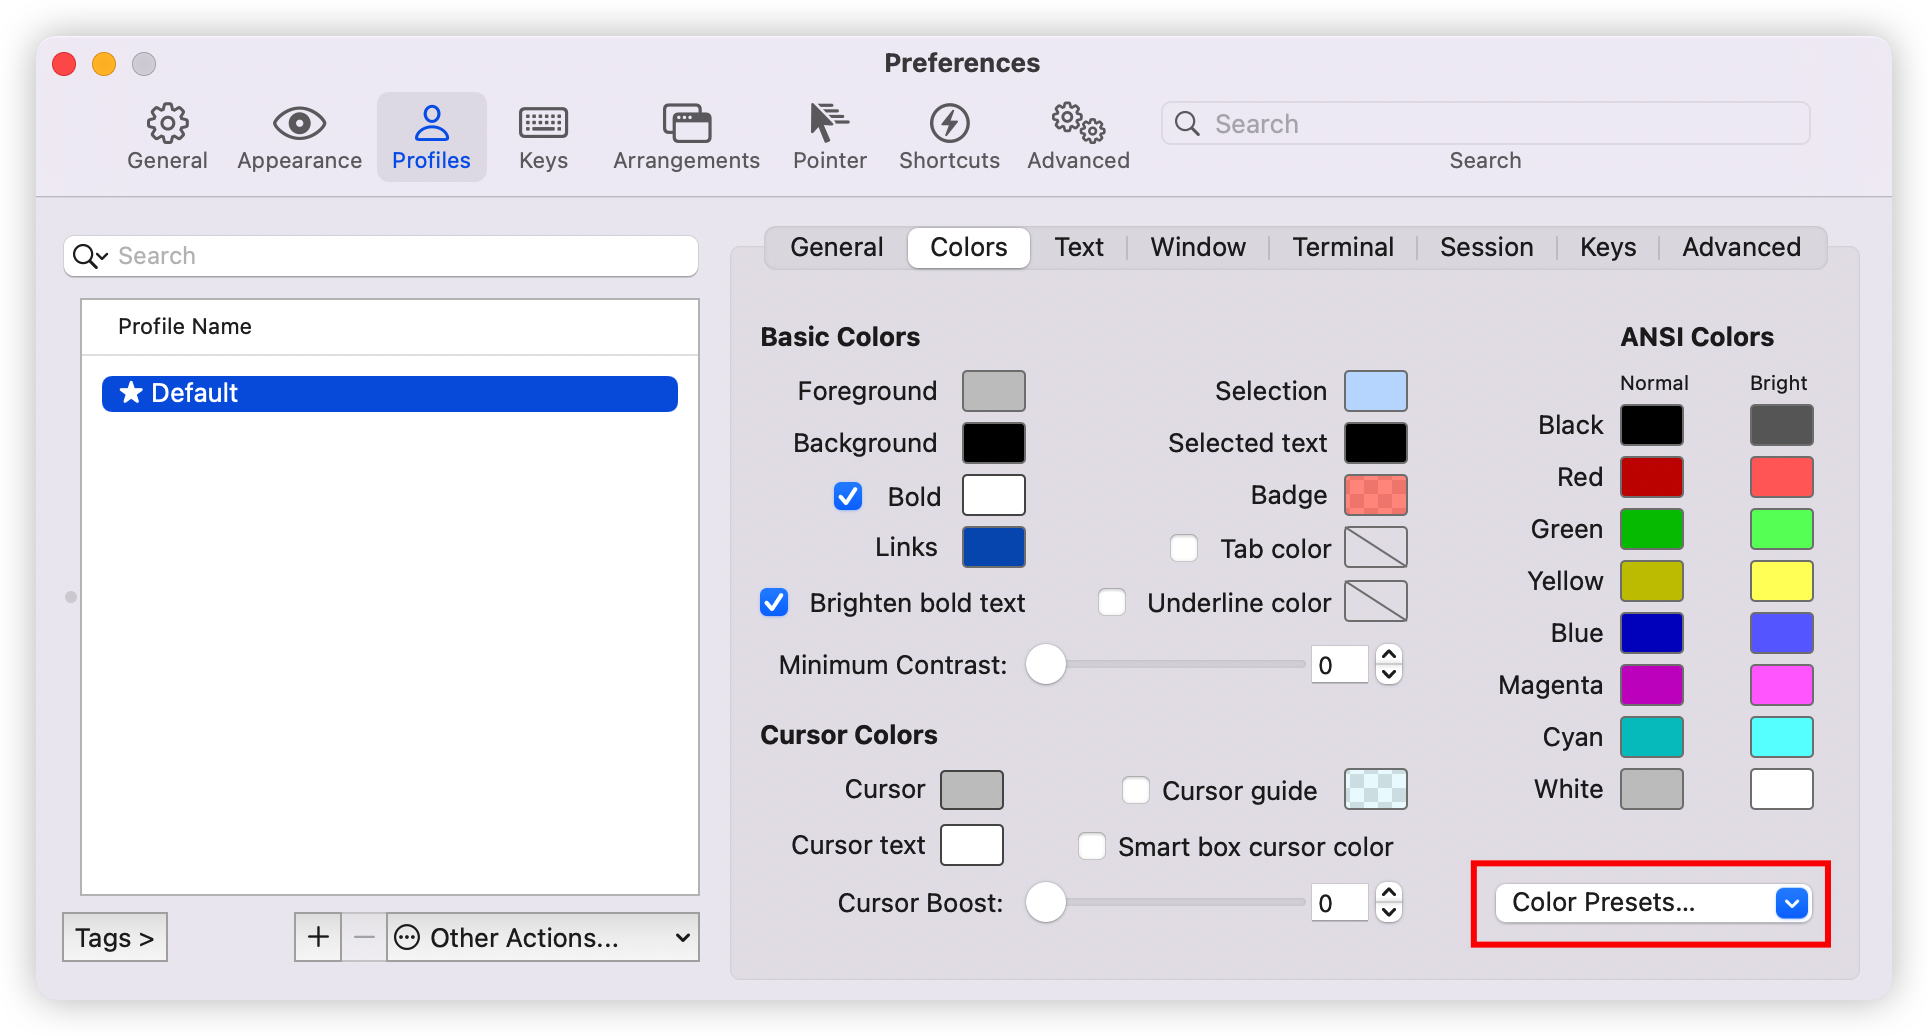 Preferences
General
Appearance
Profiles
Keys
Arrangements
Pointer
Shortcuts
Advanced
Search
Search
Search
Profile Name
Default
Tags >
+
−
Other Actions...
General
Colors
Text
Window
Terminal
Session
Keys
Advanced
Basic Colors
Foreground
Background
Bold
Links
Brighten bold text
Selection
Selected text
Badge
Tab color
Underline color
Minimum Contrast:
0
Cursor Colors
Cursor
Cursor text
Cursor guide
Smart box cursor color
Cursor Boost:
0
ANSI Colors
Normal Bright
Black
Red
Green
Yellow
Blue
Magenta
Cyan
White
Color Presets...